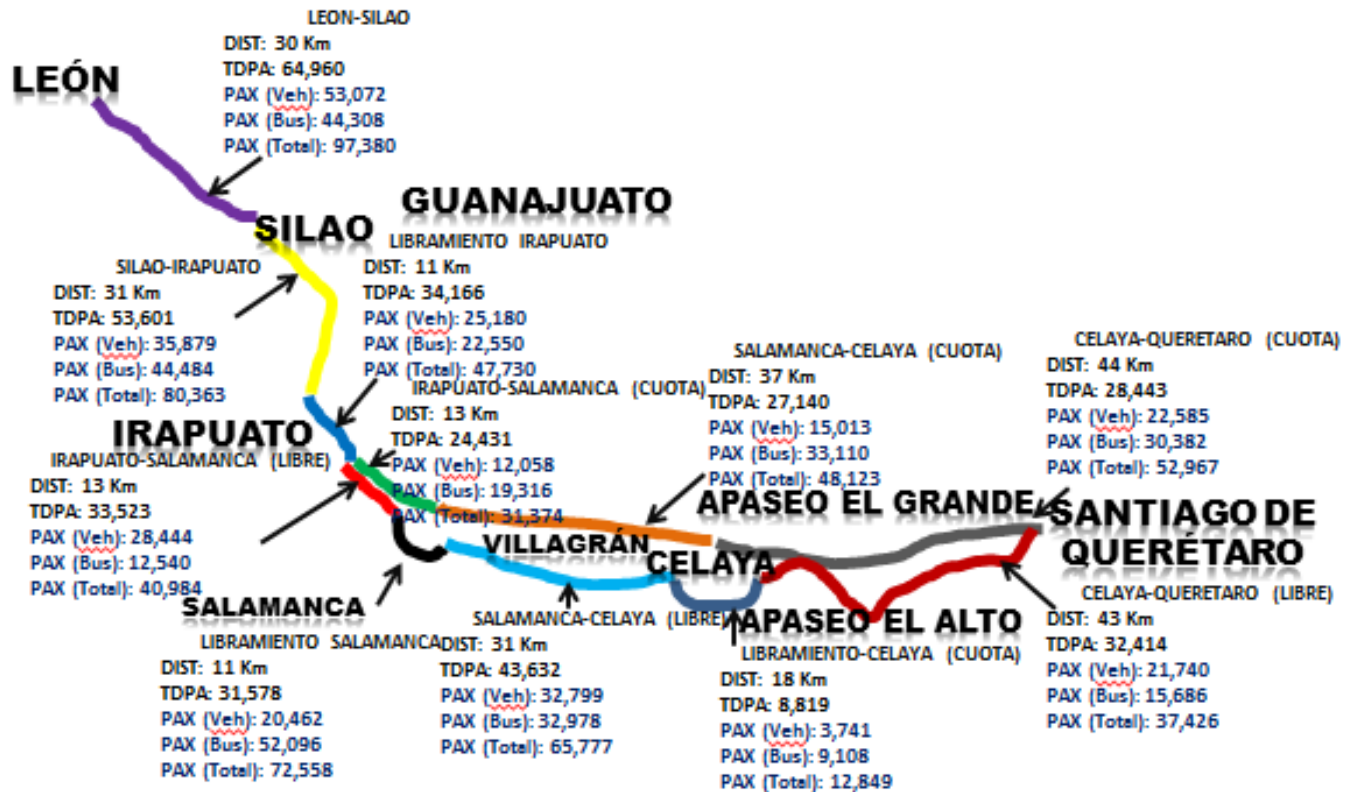 LEON-SILAO
DIST: 30 Km
TDPA: 64,960
PAX (Veh): 53,072
PAX (Bus): 44,308
PAX (Total): 97,380
LEÓN
GUANAJUATO
SILAO
LIBRAMIENTO IRAPUATO
DIST: 11 Km
TDPA: 34,166
PAX (Veh): 25,180
PAX (Bus): 22,550
PAX (Total): 47,730
SILAO-IRAPUATO
DIST: 31 Km
TDPA: 53,601
PAX (Veh): 35,879
PAX (Bus): 44,484
PAX (Total): 80,363
IRAPUATO-SALAMANCA (CUOTA)
DIST: 13 Km
TDPA: 24,431
PAX (Veh): 12,058
PAX (Bus): 19,316
PAX (Total): 31,374
SALAMANCA-CELAYA (CUOTA)
DIST: 37 Km
TDPA: 27,140
PAX (Veh): 15,013
PAX (Bus): 33,110
PAX (Total): 48,123
CELAYA-QUERETARO (CUOTA)
DIST: 44 Km
TDPA: 28,443
PAX (Veh): 22,585
PAX (Bus): 30,382
PAX (Total): 52,967
IRAPUATO
IRAPUATO-SALAMANCA (LIBRE)
DIST: 13 Km
TDPA: 33,523
PAX (Veh): 28,444
PAX (Bus): 12,540
PAX (Total): 40,984
APASEO EL GRANDE
SANTIAGO DE
QUERÉTARO
VILLAGRÁN
CELAYA
SALAMANCA
APASEO EL ALTO
LIBRAMIENTO SALAMANCA
DIST: 11 Km
TDPA: 31,578
PAX (Veh): 20,462
PAX (Bus): 52,096
PAX (Total): 72,558
SALAMANCA-CELAYA (LIBRE)
DIST: 31 Km
TDPA: 43,632
PAX (Veh): 32,799
PAX (Bus): 32,978
PAX (Total): 65,777
LIBRAMIENTO-CELAYA (CUOTA)
DIST: 18 Km
TDPA: 8,819
PAX (Veh): 3,741
PAX (Bus): 9,108
PAX (Total): 12,849
CELAYA-QUERETARO (LIBRE)
DIST: 43 Km
TDPA: 32,414
PAX (Veh): 21,740
PAX (Bus): 15,686
PAX (Total): 37,426